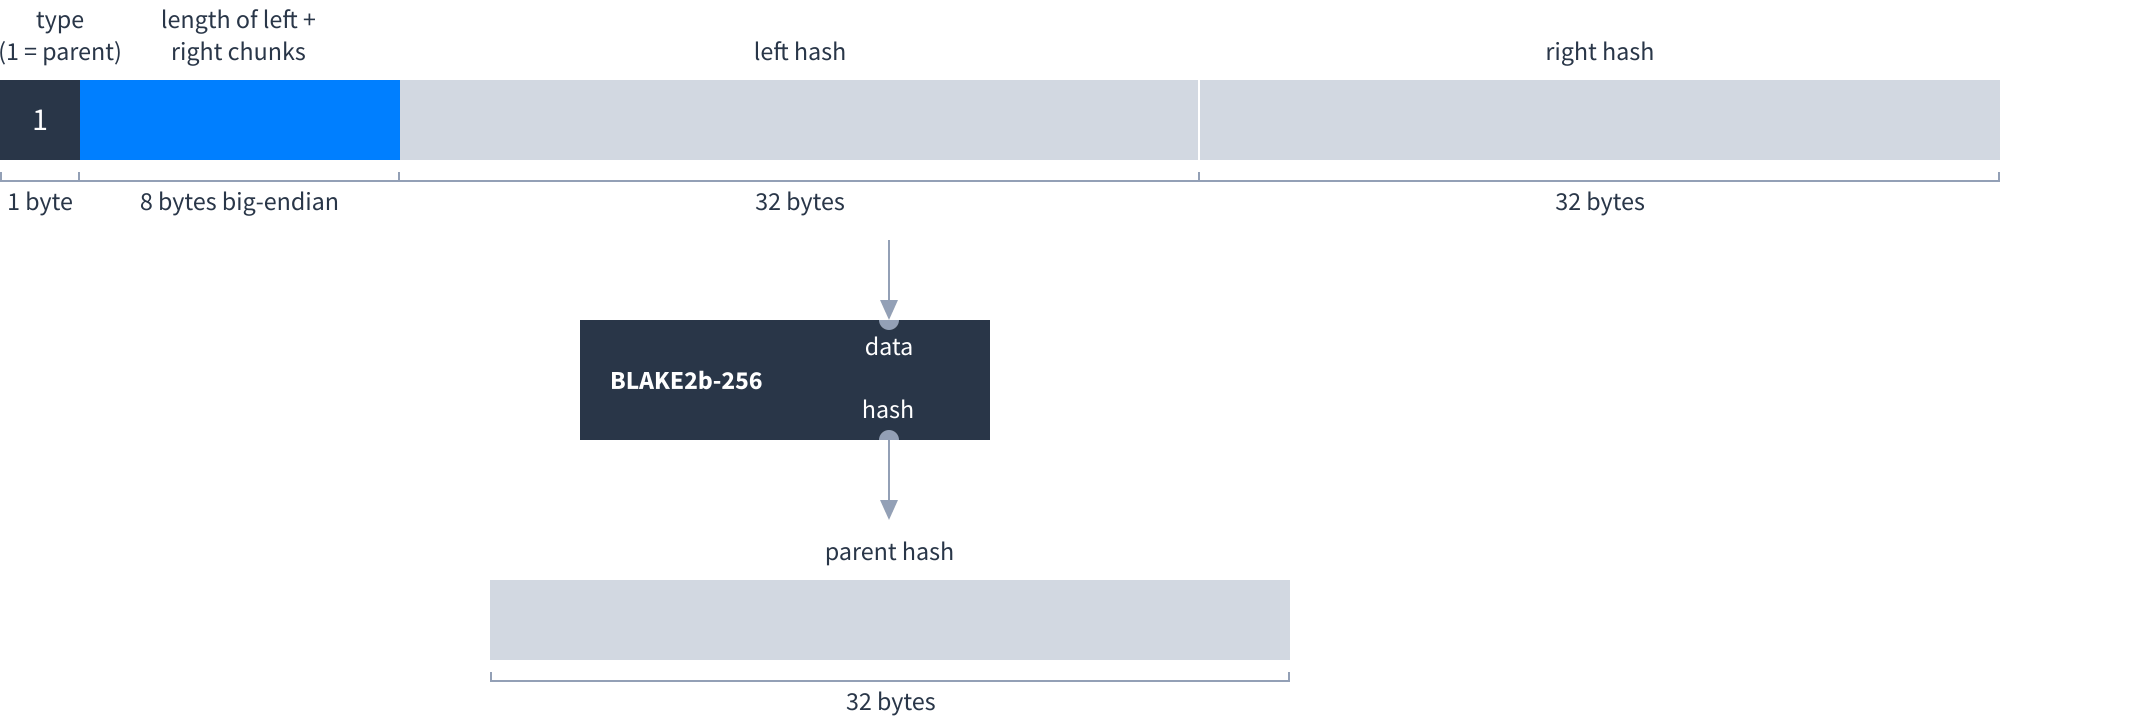 type
(1 = parent)
length of left +
right chunks
left hash
right hash
1
1 byte
8 bytes big-endian
32 bytes
32 bytes
data
BLAKE2b-256
hash
parent hash
32 bytes